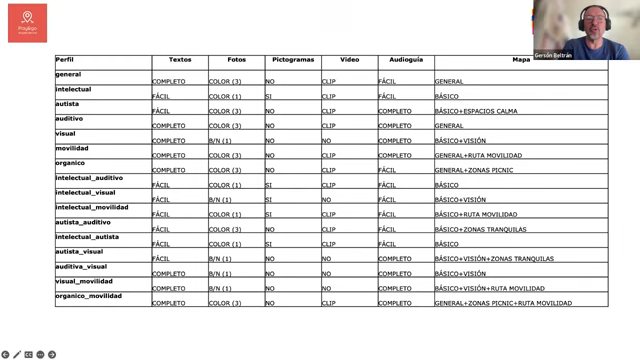 Play&go
Gersón Beltrán
Perfil Textos Fotos Pictogramas Video Audioguía Mapa
general COMPLETO COLOR (3) NO CLIP FÁCIL GENERAL
intelectual FÁCIL COLOR (1) SI CLIP FÁCIL BÁSICO
autista FÁCIL COLOR (3) NO CLIP COMPLETO BÁSICO+ESPACIOS CALMA
auditivo COMPLETO COLOR (3) NO CLIP COMPLETO GENERAL
visual COMPLETO B/N (1) NO NO COMPLETO BÁSICO+VISIÓN
movilidad COMPLETO COLOR (3) NO CLIP COMPLETO GENERAL+RUTA MOVILIDAD
organico COMPLETO COLOR (3) NO CLIP FÁCIL GENERAL+ZONAS PICNIC
intelectual_auditivo FÁCIL COLOR (1) SI CLIP FÁCIL BÁSICO
intelectual_visual FÁCIL B/N (1) SI NO FÁCIL BÁSICO+VISIÓN
intelectual_movilidad FÁCIL COLOR (1) SI CLIP FÁCIL BÁSICO+RUTA MOVILIDAD
autista_auditivo FÁCIL COLOR (3) NO CLIP FÁCIL BÁSICO+ZONAS TRANQUILAS
intelectual_autista FÁCIL COLOR (1) SI CLIP FÁCIL BÁSICO
autista_visual FÁCIL B/N (1) NO NO COMPLETO BÁSICO+VISIÓN+ZONAS TRANQUILAS
auditiva_visual COMPLETO B/N (1) NO NO COMPLETO BÁSICO+VISIÓN
visual_movilidad COMPLETO B/N (1) NO NO COMPLETO BÁSICO+VISIÓN+RUTA MOVILIDAD
organico_movilidad COMPLETO COLOR (3) NO CLIP COMPLETO GENERAL+ZONAS PICNIC+RUTA MOVILIDAD